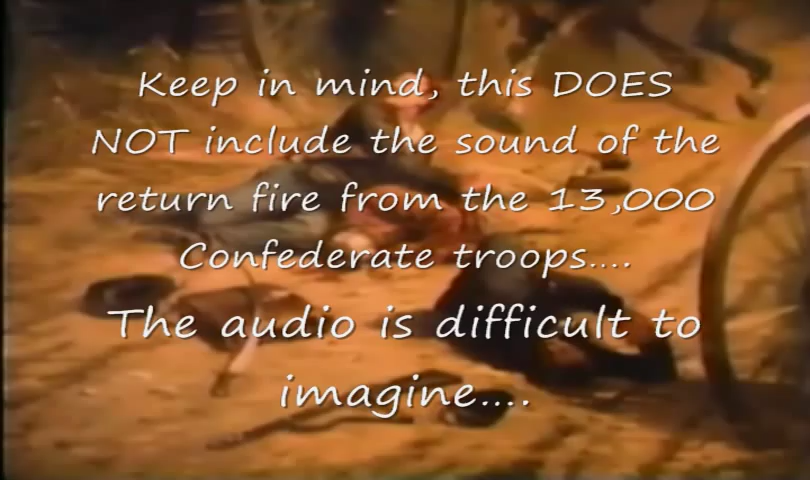 Keep in mind, this DOES
NOT include the sound of the
return fire from the 13,000
Confederate troops....
The audio is difficult to
imagine....